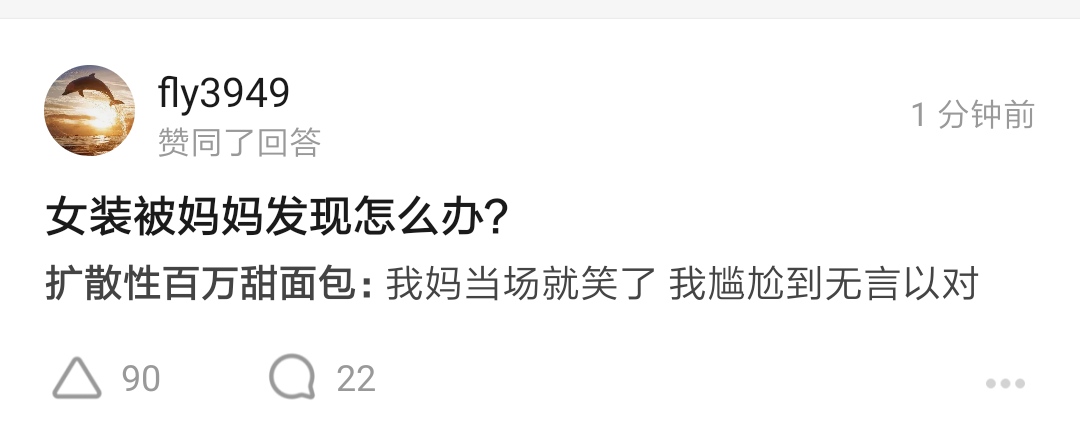 fly3949
赞同了回答
1 分钟前
女装被妈妈发现怎么办？
扩散性百万甜面包：我妈当场就笑了 我尴尬到无言以对
90
22